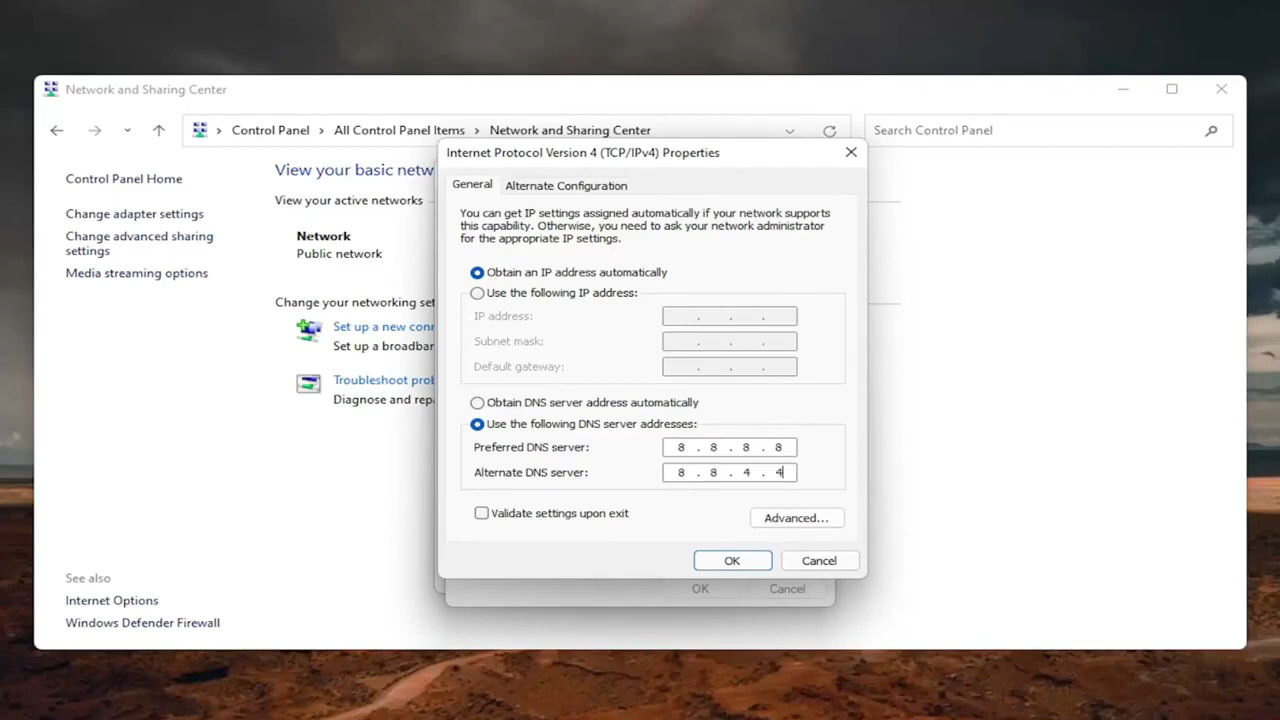 Network and Sharing Center
Control Panel > All Control Panel Items > Network and Sharing Center
Search Control Panel
Control Panel Home
Change adapter settings
Change advanced sharing
settings
Media streaming options
View your basic netw
View your active networks
Network
Public network
Change your networking set
Set up a new conn
Set up a broadbar
Troubleshoot prob
Diagnose and repa
See also
Internet Options
Windows Defender Firewall
Internet Protocol Version 4 (TCP/IPv4) Properties
General
Alternate Configuration
You can get IP settings assigned automatically if your network supports
this capability. Otherwise, you need to ask your network administrator
for the appropriate IP settings.
Obtain an IP address automatically
Use the following IP address:
IP address: . . .
Subnet mask: . . .
Default gateway: . . .
Obtain DNS server address automatically
Use the following DNS server addresses:
Preferred DNS server: 8 . 8 . 8 . 8
Alternate DNS server: 8 . 8 . 4 . 4
Validate settings upon exit
Advanced...
OK Cancel
OK Cancel